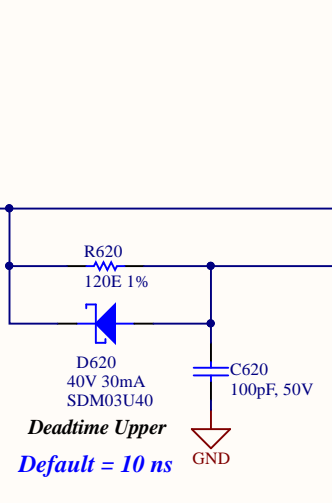 R620
120E 1%
D620
40V 30mA
SDM03U40
C620
100pF, 50V
Deadtime Upper
Default = 10 ns
GND